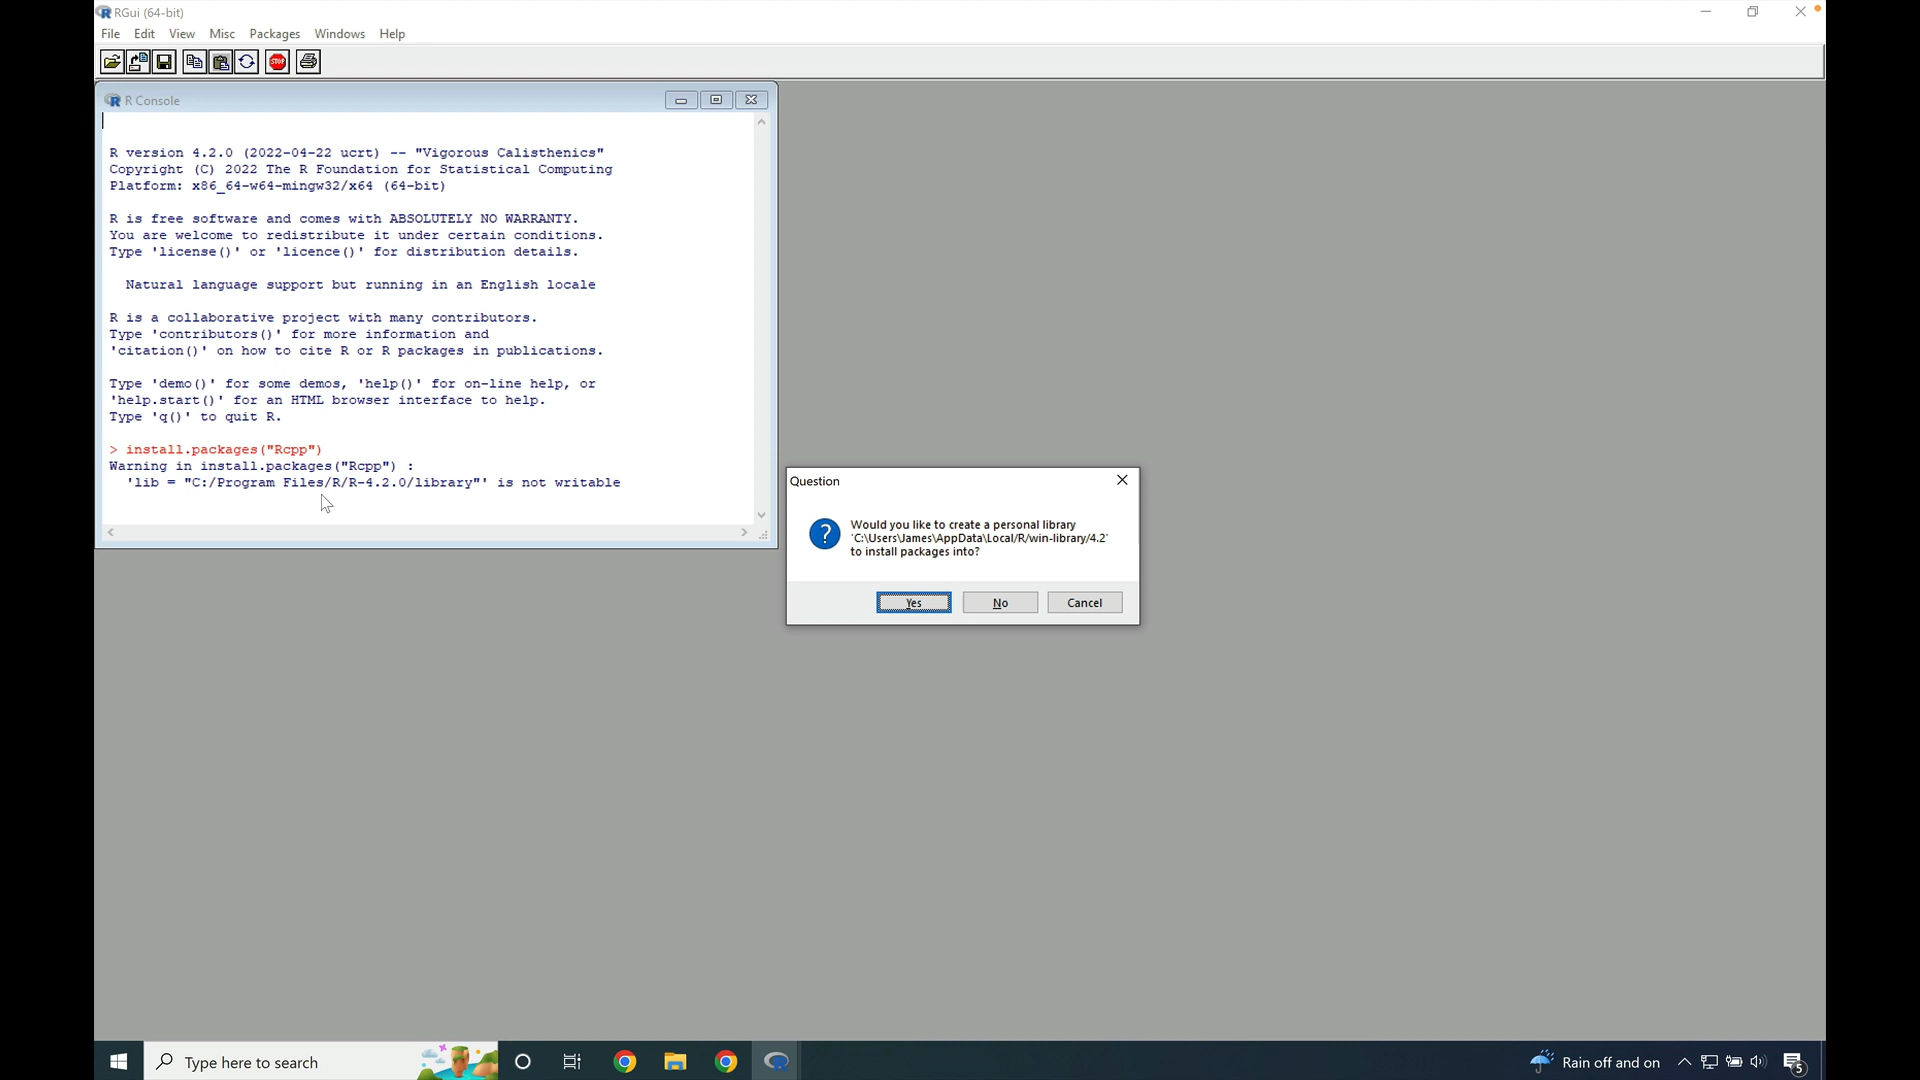 RGui (64-bit)
File Edit View Misc Packages Windows Help
STOP
R Console
R version 4.2.0 (2022-04-22 ucrt) -- "Vigorous Calisthenics"
Copyright (C) 2022 The R Foundation for Statistical Computing
Platform: x86_64-w64-mingw32/x64 (64-bit)
R is free software and comes with ABSOLUTELY NO WARRANTY.
You are welcome to redistribute it under certain conditions.
Type 'license()' or 'licence()' for distribution details.
Natural language support but running in an English locale
R is a collaborative project with many contributors.
Type 'contributors()' for more information and
'citation()' on how to cite R or R packages in publications.
Type 'demo()' for some demos, 'help()' for on-line help, or
'help.start()' for an HTML browser interface to help.
Type 'q()' to quit R.
> install.packages("Rcpp")
Warning in install.packages("Rcpp") :
'lib = "C:/Program Files/R/R-4.2.0/library"' is not writable
Question
Would you like to create a personal library
'C:\Users\James\AppData\Local/R/win-library/4.2'
to install packages into?
Yes No Cancel
Type here to search
Rain off and on
5